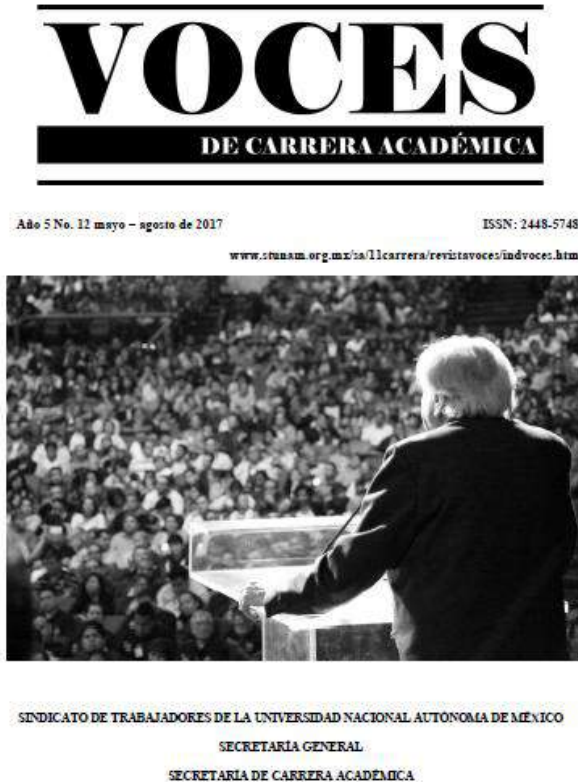 VOCES
DE CARRERA ACADÉMICA
Año 5 No. 12 mayo – agosto de 2017 ISSN: 2448-5748
www.stunam.org.mx/sa/11carrera/revistavoces/indvoces.htm
SINDICATO DE TRABAJADORES DE LA UNIVERSIDAD NACIONAL AUTÓNOMA DE MÉXICO
SECRETARÍA GENERAL
SECRETARÍA DE CARRERA ACADÉMICA